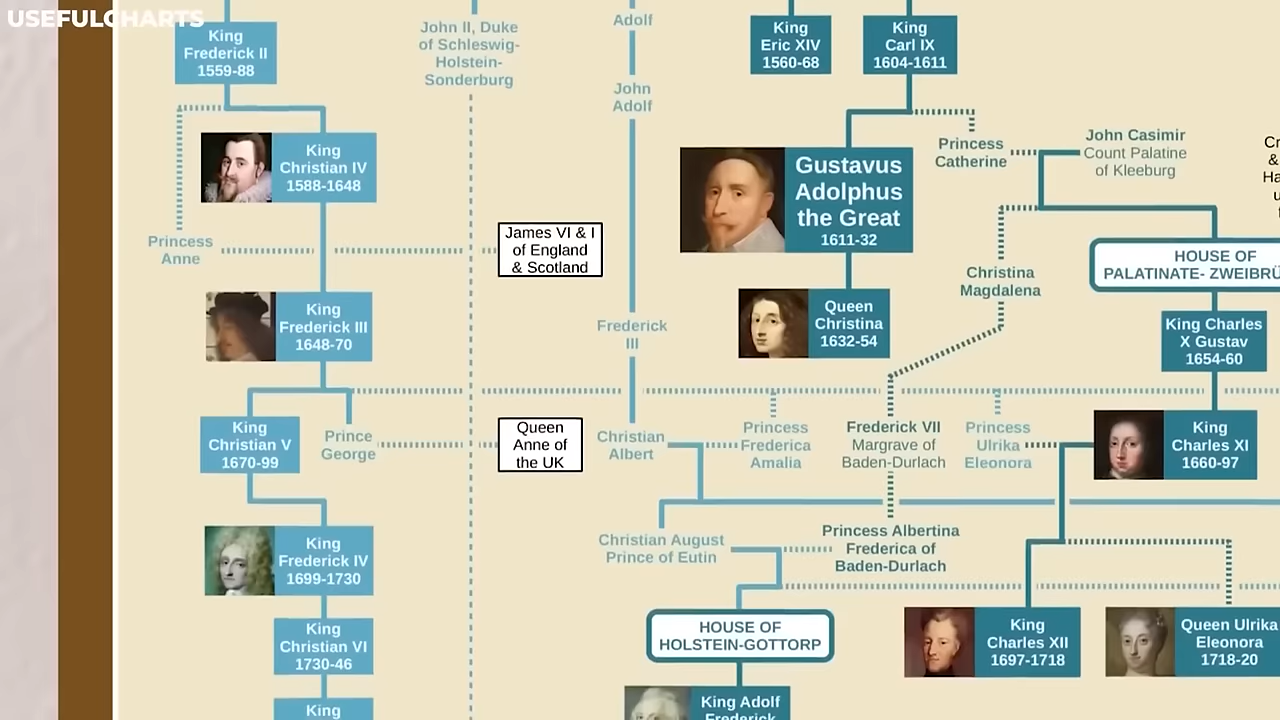 USEFULCHARTS
King
Frederick II
1559-88
John II, Duke
of Schleswig-
Holstein-
Sonderburg
Adolf
John
Adolf
King
Eric XIV
1560-68
King
Carl IX
1604-1611
King
Christian IV
1588-1648
Gustavus
Adolphus
the Great
1611-32
Princess
Catherine
John Casimir
Count Palatine
of Kleeburg
Princess
Anne
James VI & I
of England
& Scotland
Christina
Magdalena
HOUSE OF
PALATINATE- ZWEIBRÜ
King
Frederick III
1648-70
Frederick
III
Queen
Christina
1632-54
King Charles
X Gustav
1654-60
King
Christian V
1670-99
Prince
George
Queen
Anne of
the UK
Christian
Albert
Princess
Frederica
Amalia
Frederick VII
Margrave of
Baden-Durlach
Princess
Ulrika
Eleonora
King
Charles XI
1660-97
King
Frederick IV
1699-1730
Christian August
Prince of Eutin
Princess Albertina
Frederica of
Baden-Durlach
King
Christian VI
1730-46
HOUSE OF
HOLSTEIN-GOTTORP
King
Charles XII
1697-1718
Queen Ulrika
Eleonora
1718-20
King
King Adolf
Frederick